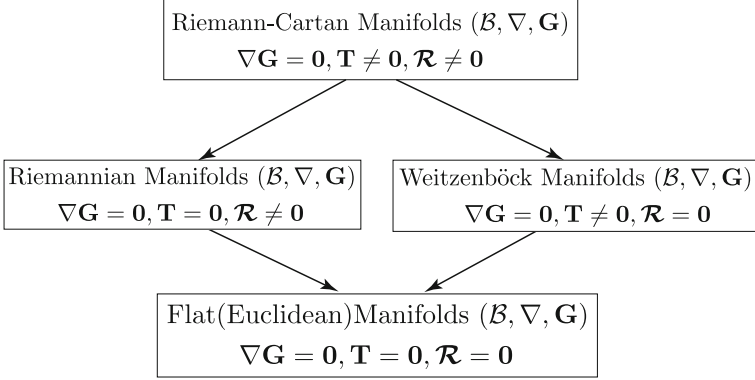 Riemann-Cartan Manifolds (ℬ, ∇, G)
∇G = 0, T ≠ 0, ℛ ≠ 0
Riemannian Manifolds (ℬ, ∇, G)
∇G = 0, T = 0, ℛ ≠ 0
Weitzenböck Manifolds (ℬ, ∇, G)
∇G = 0, T ≠ 0, ℛ = 0
Flat(Euclidean)Manifolds (ℬ, ∇, G)
∇G = 0, T = 0, ℛ = 0